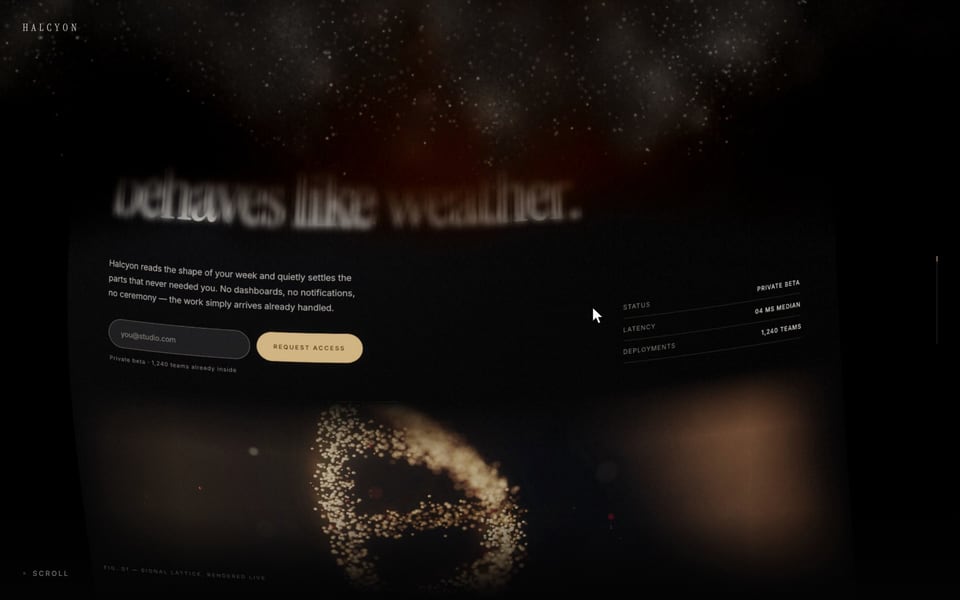 HALCYON
behaves like weather.
Halcyon reads the shape of your week and quietly settles the
parts that never needed you. No dashboards, no notifications,
no ceremony — the work simply arrives already handled.
you@studio.com
REQUEST ACCESS
Private beta · 1,240 teams already inside
STATUS PRIVATE BETA
LATENCY 04 MS MEDIAN
DEPLOYMENTS 1,240 TEAMS
FIG. 01 — SIGNAL LATTICE, RENDERED LIVE
SCROLL